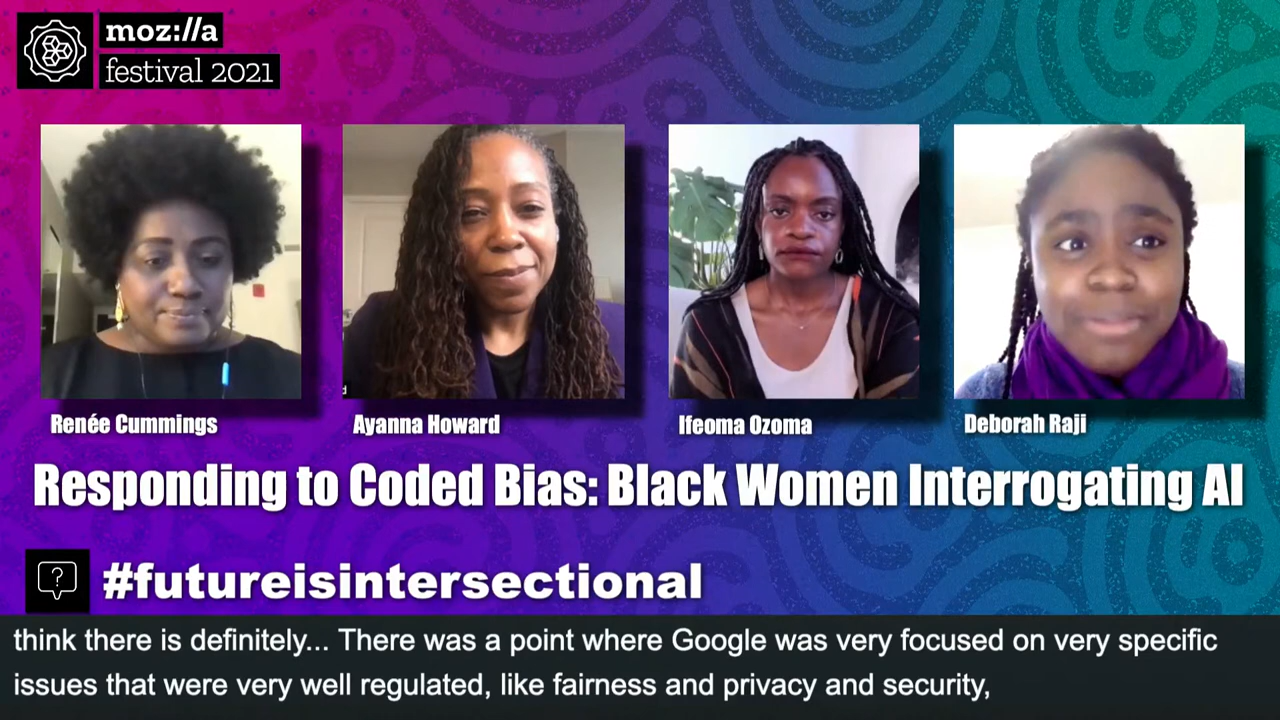 moz://a
festival 2021
Renée Cummings
Ayanna Howard
Ifeoma Ozoma
Deborah Raji
Responding to Coded Bias: Black Women Interrogating AI
?
#futureisintersectional
think there is definitely... There was a point where Google was very focused on very specific
issues that were very well regulated, like fairness and privacy and security,